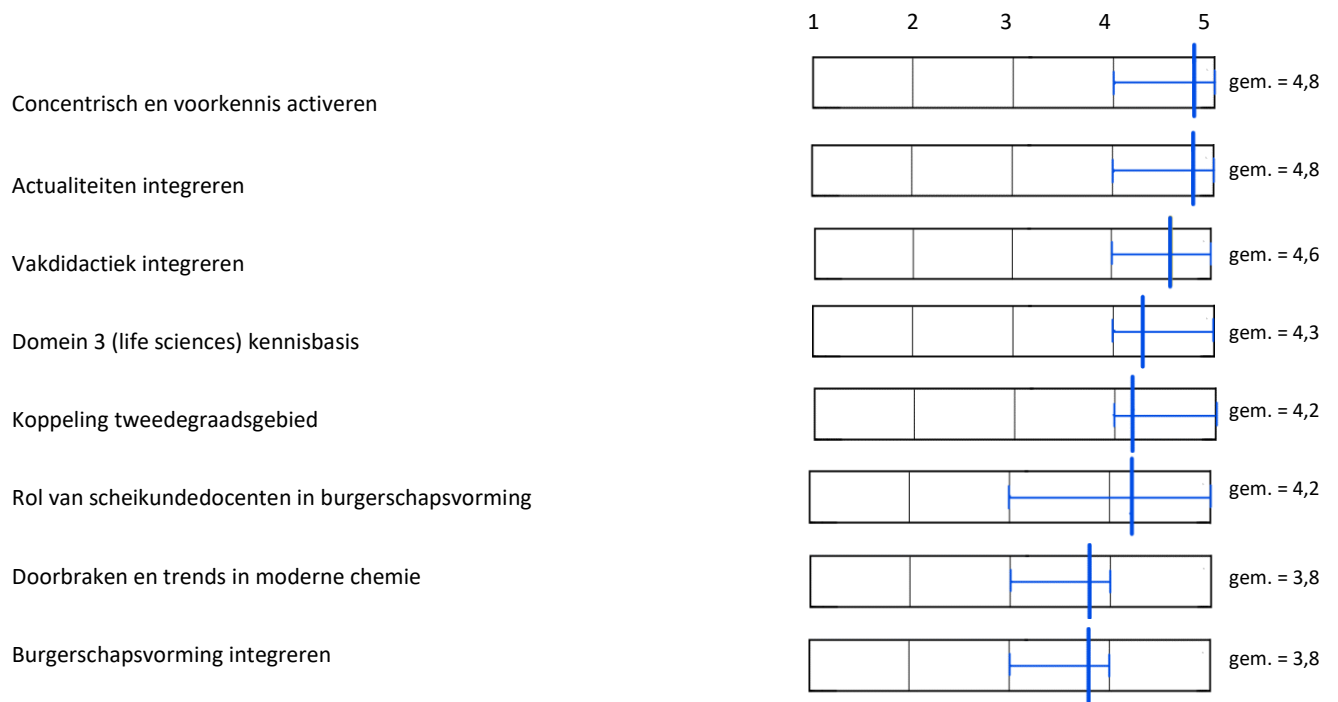 1 2 3 4 5
Concentrisch en voorkennis activeren gem. = 4,8
Actualiteiten integreren gem. = 4,8
Vakdidactiek integreren gem. = 4,6
Domein 3 (life sciences) kennisbasis gem. = 4,3
Koppeling tweedegraadsgebied gem. = 4,2
Rol van scheikundedocenten in burgerschapsvorming gem. = 4,2
Doorbraken en trends in moderne chemie gem. = 3,8
Burgerschapsvorming integreren gem. = 3,8